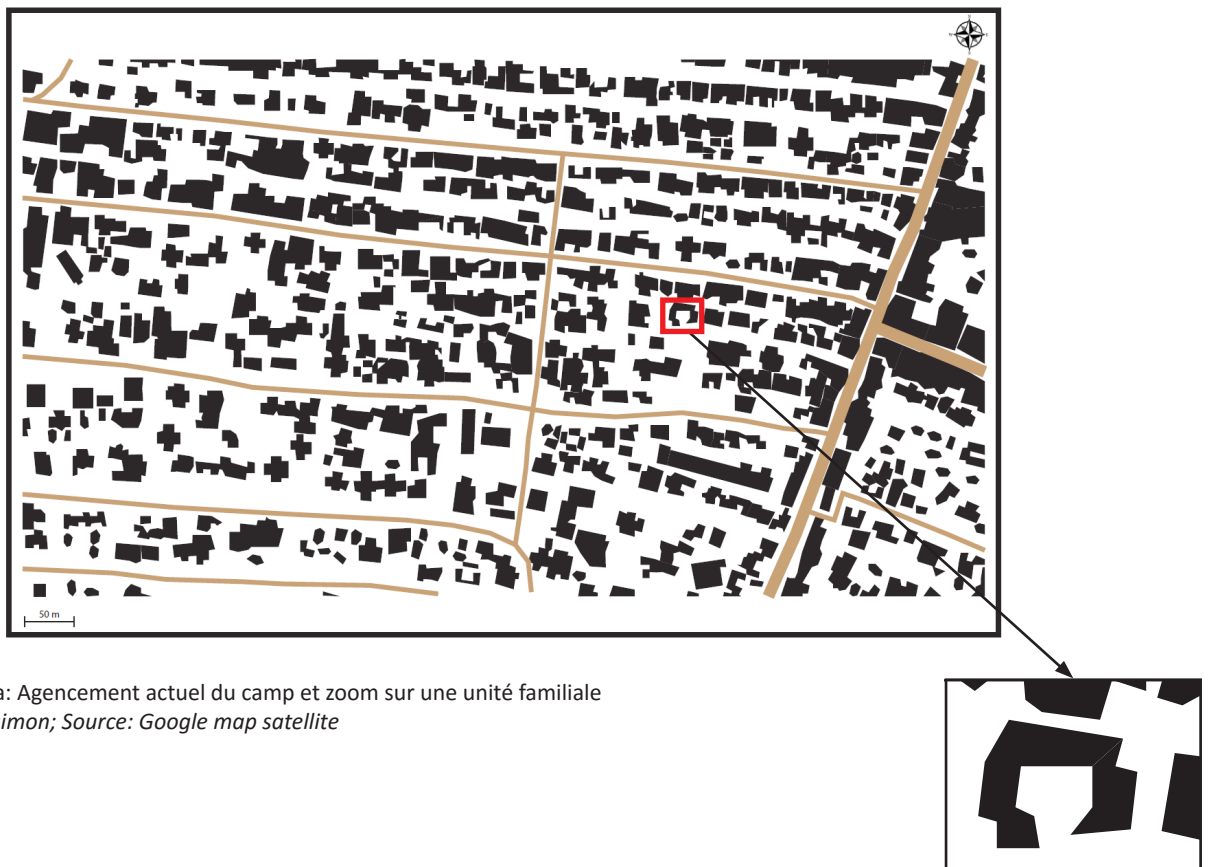 50 m
a: Agencement actuel du camp et zoom sur une unité familiale
imon; Source: Google map satellite